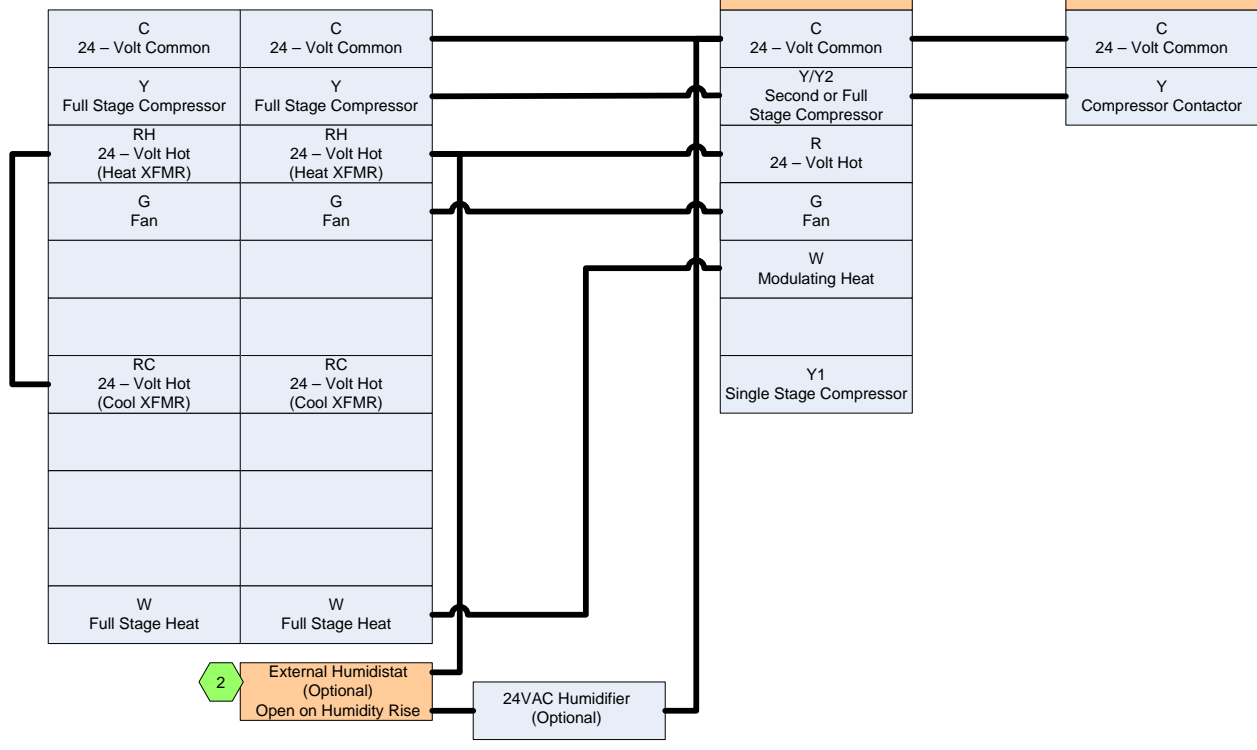 C
24 – Volt Common
C
24 – Volt Common
C
24 – Volt Common
C
24 – Volt Common
Y
Full Stage Compressor
Y
Full Stage Compressor
Y/Y2
Second or Full
Stage Compressor
Y
Compressor Contactor
RH
24 – Volt Hot
(Heat XFMR)
RH
24 – Volt Hot
(Heat XFMR)
R
24 – Volt Hot
G
Fan
G
Fan
G
Fan
W
Modulating Heat
RC
24 – Volt Hot
(Cool XFMR)
RC
24 – Volt Hot
(Cool XFMR)
Y1
Single Stage Compressor
W
Full Stage Heat
W
Full Stage Heat
2
External Humidistat
(Optional)
Open on Humidity Rise
24VAC Humidifier
(Optional)